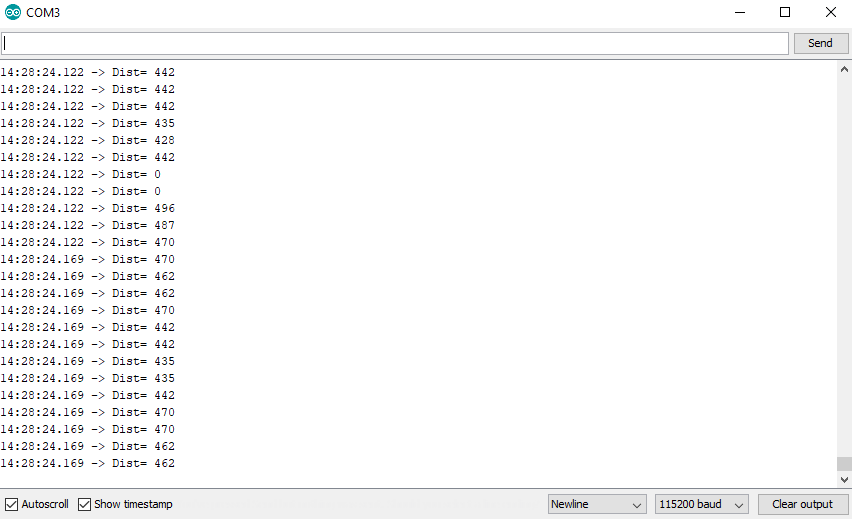 COM3
Send
14:28:24.122 -> Dist= 442
14:28:24.122 -> Dist= 442
14:28:24.122 -> Dist= 442
14:28:24.122 -> Dist= 435
14:28:24.122 -> Dist= 428
14:28:24.122 -> Dist= 442
14:28:24.122 -> Dist= 0
14:28:24.122 -> Dist= 0
14:28:24.122 -> Dist= 496
14:28:24.122 -> Dist= 487
14:28:24.122 -> Dist= 470
14:28:24.169 -> Dist= 470
14:28:24.169 -> Dist= 462
14:28:24.169 -> Dist= 462
14:28:24.169 -> Dist= 470
14:28:24.169 -> Dist= 442
14:28:24.169 -> Dist= 442
14:28:24.169 -> Dist= 435
14:28:24.169 -> Dist= 435
14:28:24.169 -> Dist= 442
14:28:24.169 -> Dist= 470
14:28:24.169 -> Dist= 470
14:28:24.169 -> Dist= 462
14:28:24.169 -> Dist= 462
Autoscroll Show timestamp Newline 115200 baud Clear output